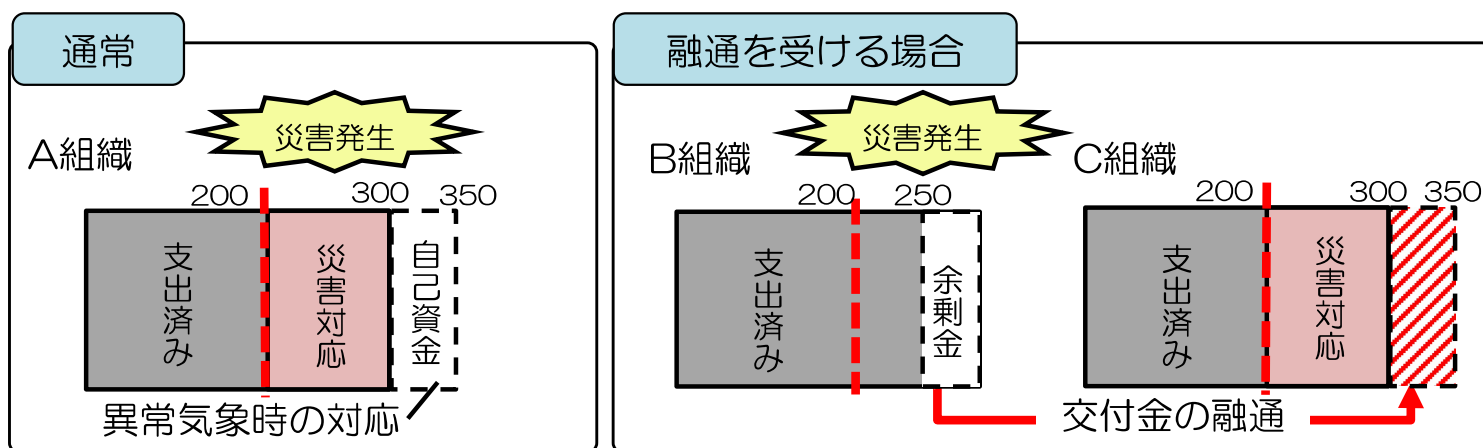 通常
災害発生
A組織
200
300
350
支出済み
災害対応
自己資金
異常気象時の対応
融通を受ける場合
災害発生
B組織
200
250
支出済み
余剰金
C組織
200
300
350
支出済み
災害対応
交付金の融通